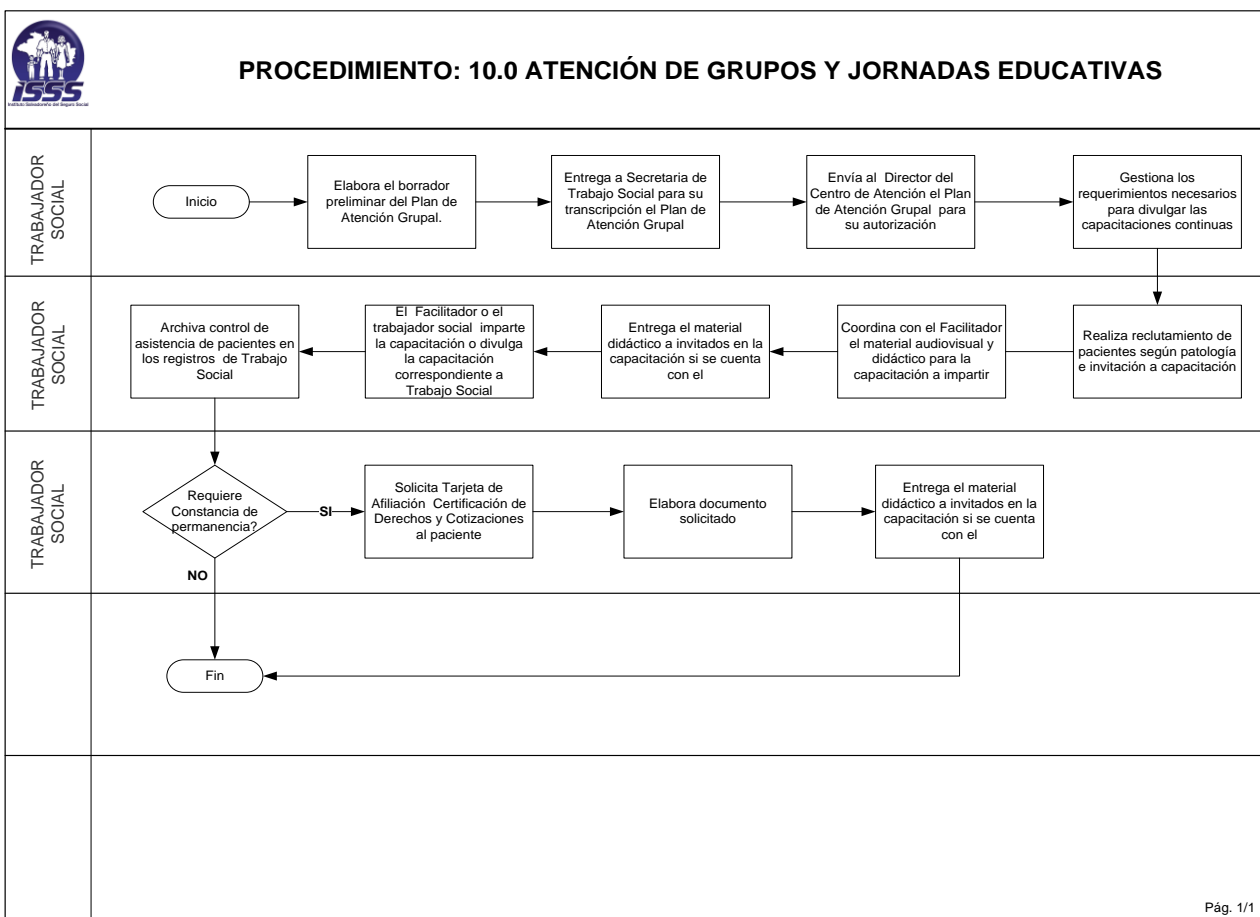 ISSS
Instituto Salvadoreño del Seguro Social
PROCEDIMIENTO: 10.0 ATENCIÓN DE GRUPOS Y JORNADAS EDUCATIVAS
TRABAJADOR
SOCIAL
Inicio
Elabora el borrador
preliminar del Plan de
Atención Grupal.
Entrega a Secretaria de
Trabajo Social para su
transcripción el Plan de
Atención Grupal
Envía al Director del
Centro de Atención el Plan
de Atención Grupal para
su autorización
Gestiona los
requerimientos necesarios
para divulgar las
capacitaciones continuas
TRABAJADOR
SOCIAL
Realiza reclutamiento de
pacientes según patología
e invitación a capacitación
Coordina con el Facilitador
el material audiovisual y
didáctico para la
capacitación a impartir
Entrega el material
didáctico a invitados en la
capacitación si se cuenta
con el
El Facilitador o el
trabajador social imparte
la capacitación o divulga
la capacitación
correspondiente a
Trabajo Social
Archiva control de
asistencia de pacientes en
los registros de Trabajo
Social
TRABAJADOR
SOCIAL
Requiere
Constancia de
permanencia?
SI
Solicita Tarjeta de
Afiliación Certificación de
Derechos y Cotizaciones
al paciente
Elabora documento
solicitado
Entrega el material
didáctico a invitados en la
capacitación si se cuenta
con el
NO
Fin
Pág. 1/1